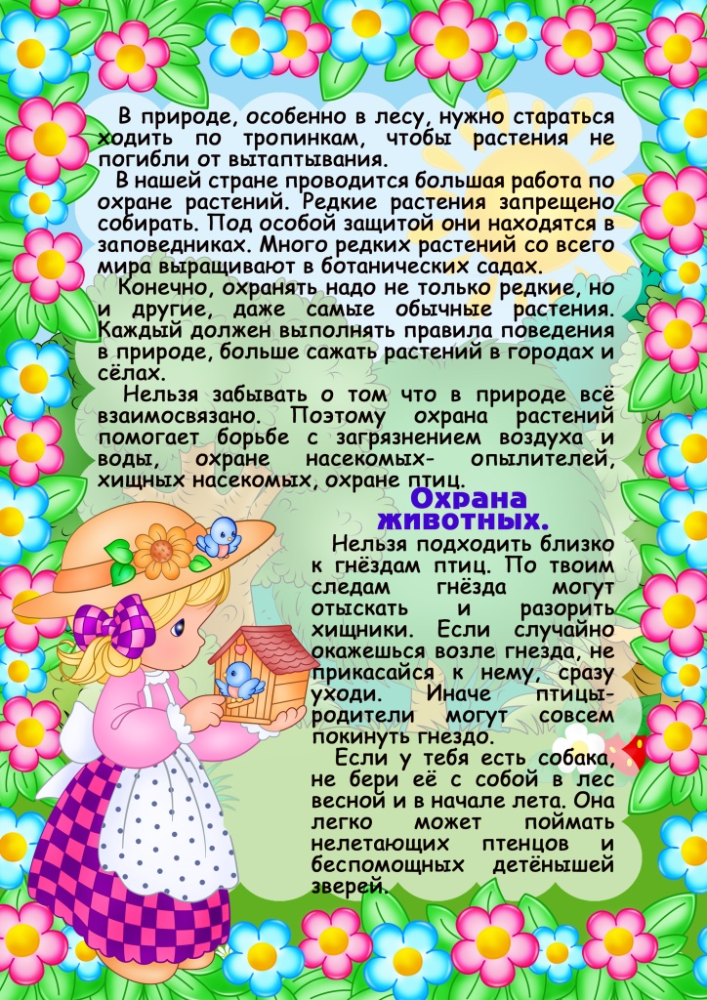 В природе, особенно в лесу, нужно стараться
ходить по тропинкам, чтобы растения не
погибли от вытаптывания.
В нашей стране проводится большая работа по
охране растений. Редкие растения запрещено
собирать. Под особой защитой они находятся в
заповедниках. Много редких растений со всего
мира выращивают в ботанических садах.
Конечно, охранять надо не только редкие, но
и другие, даже самые обычные растения.
Каждый должен выполнять правила поведения
в природе, больше сажать растений в городах и
сёлах.
Нельзя забывать о том что в природе всё
взаимосвязано. Поэтому охрана растений
помогает борьбе с загрязнением воздуха и
воды, охране насекомых- опылителей,
хищных насекомых, охране птиц.
Охрана
животных.
Нельзя подходить близко
к гнёздам птиц. По твоим
следам гнёзда могут
отыскать и разорить
хищники. Если случайно
окажешься возле гнезда, не
прикасайся к нему, сразу
уходи. Иначе птицы-
родители могут совсем
покинуть гнездо.
Если у тебя есть собака,
не бери её с собой в лес
весной и в начале лета. Она
легко может поймать
нелетающих птенцов и
беспомощных детёнышей
зверей.